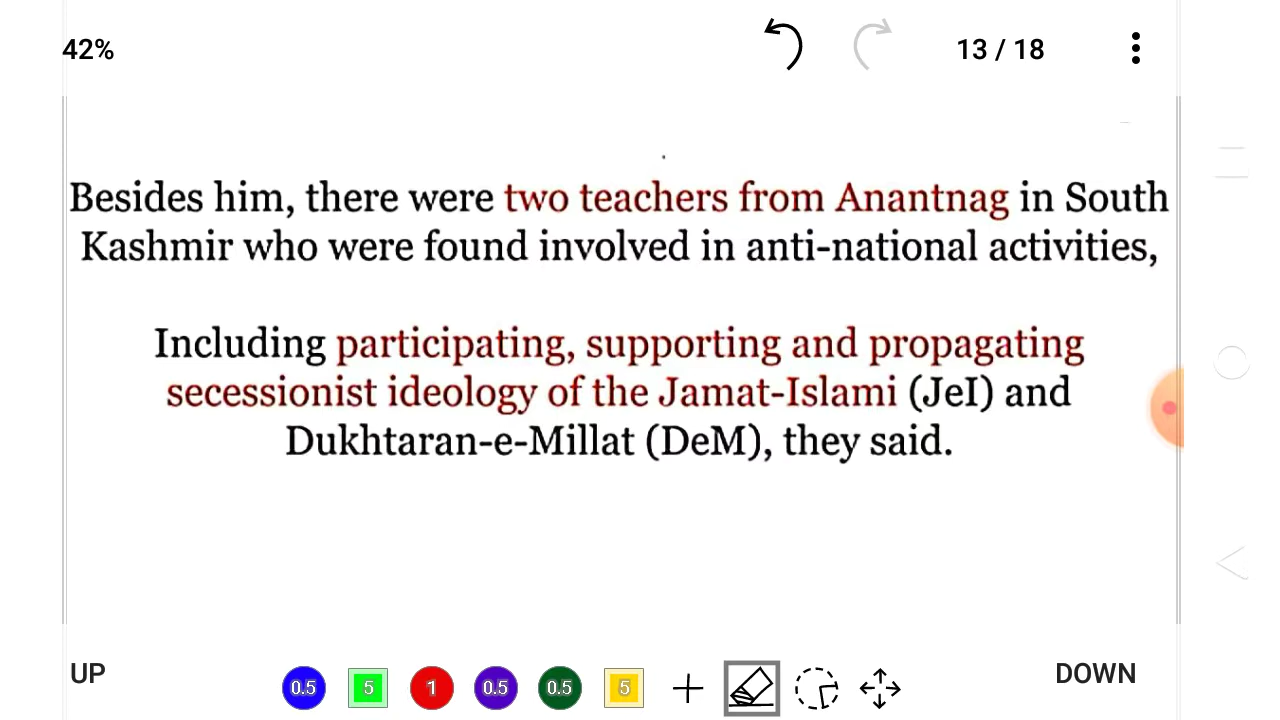 42%
13 / 18
Besides him, there were two teachers from Anantnag in South
Kashmir who were found involved in anti-national activities,
Including participating, supporting and propagating
secessionist ideology of the Jamat-Islami (JeI) and
Dukhtaran-e-Millat (DeM), they said.
UP
0.5
5
1
0.5
0.5
5
DOWN